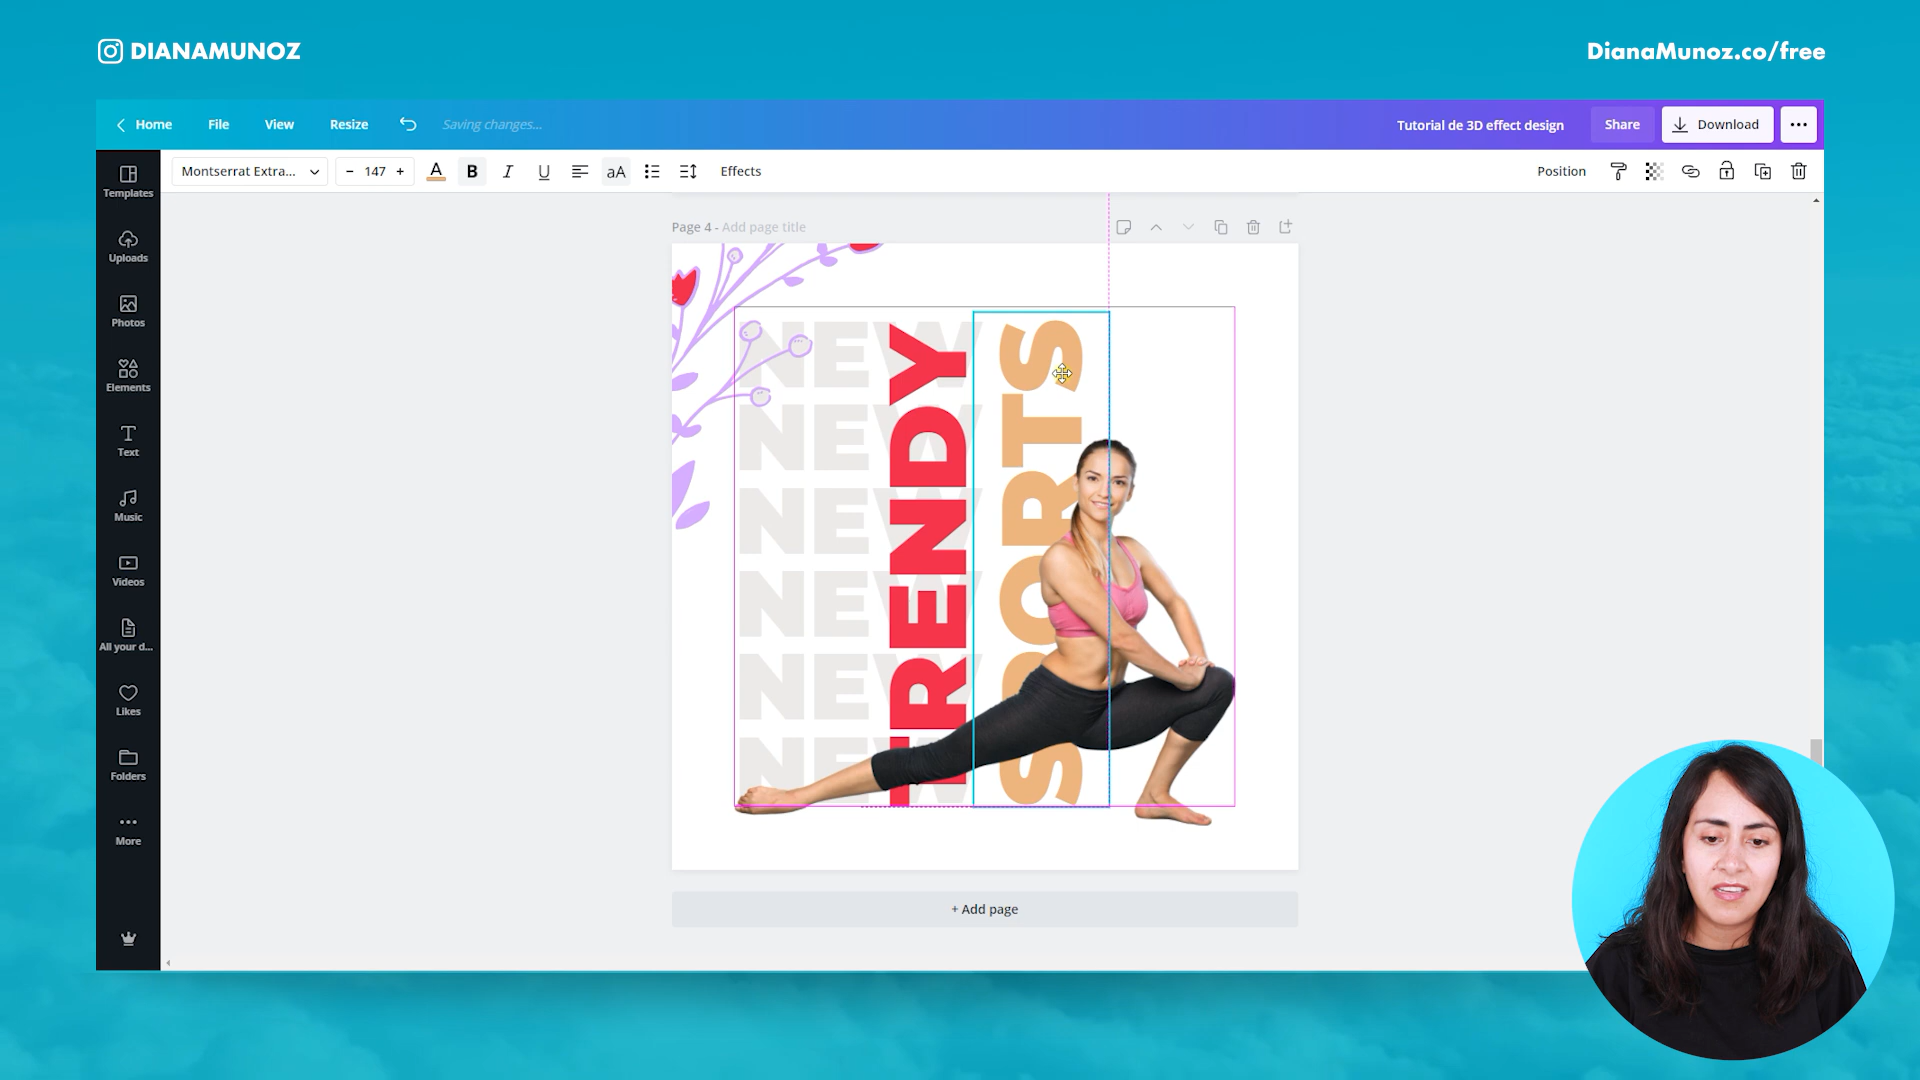 DIANAMUNOZ
DianaMunoz.co/free
Home File View Resize Saving changes... Tutorial de 3D effect design Share Download
Montserrat Extra... - 147 + A B I U aA Effects Position
Templates
Uploads
Photos
Elements
Text
Music
Videos
All your d...
Likes
Folders
More
Page 4 - Add page title
NEW
NEW
NEW
NEW
NEW
NEW
TRENDY
SPORTS
+ Add page